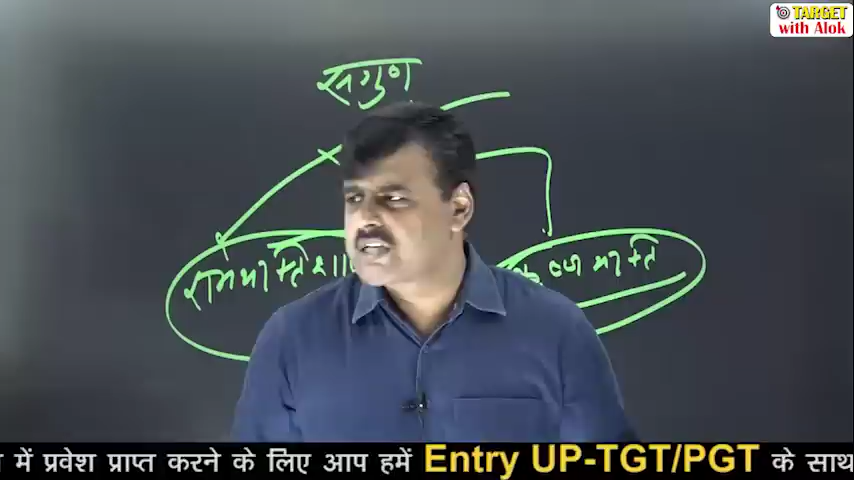 TARGET
with Alok
सगुण
रामभक्ति शा
कृष्ण भक्ति
में प्रवेश प्राप्त करने के लिए आप हमें Entry UP-TGT/PGT के साथ